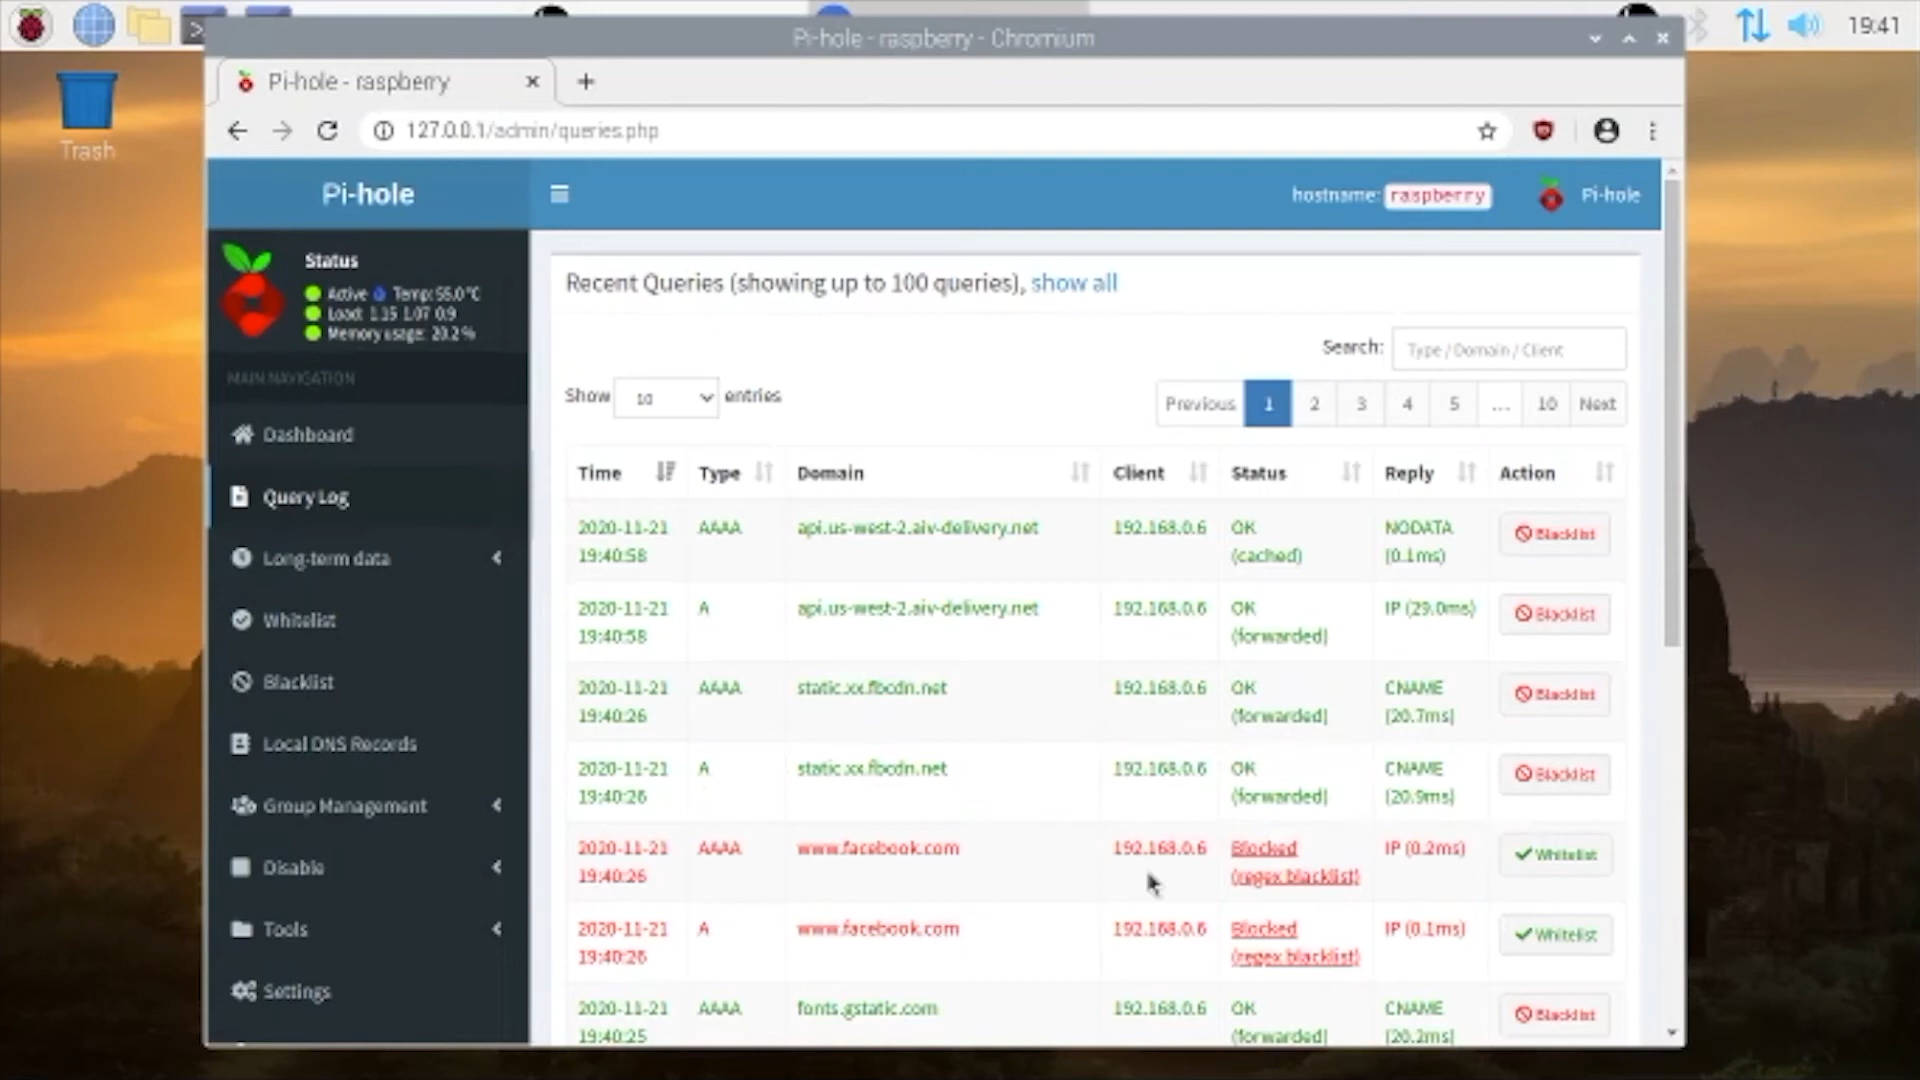 Pi-hole - raspberry - Chromium
19:41
Pi-hole - raspberry
127.0.0.1/admin/queries.php
Trash
Pi-hole
hostname: raspberry
Pi-hole
Status
Active Temp: 55.0 °C
Load: 1.15 1.07 0.9
Memory usage: 20.2 %
MAIN NAVIGATION
Dashboard
Query Log
Long-term data
Whitelist
Blacklist
Local DNS Records
Group Management
Disable
Tools
Settings
Recent Queries (showing up to 100 queries), show all
Search: Type / Domain / Client
Show 10 entries
Previous 1 2 3 4 5 ... 10 Next
Time Type Domain Client Status Reply Action
2020-11-21 AAAA api.us-west-2.aiv-delivery.net 192.168.0.6 OK NODATA Blacklist
19:40:58 (cached) (0.1ms)
2020-11-21 A api.us-west-2.aiv-delivery.net 192.168.0.6 OK IP (29.0ms) Blacklist
19:40:58 (forwarded)
2020-11-21 AAAA static.xx.fbcdn.net 192.168.0.6 OK CNAME Blacklist
19:40:26 (forwarded) (20.7ms)
2020-11-21 A static.xx.fbcdn.net 192.168.0.6 OK CNAME Blacklist
19:40:26 (forwarded) (20.9ms)
2020-11-21 AAAA www.facebook.com 192.168.0.6 Blocked IP (0.2ms) Whitelist
19:40:26 (regex blacklist)
2020-11-21 A www.facebook.com 192.168.0.6 Blocked IP (0.1ms) Whitelist
19:40:26 (regex blacklist)
2020-11-21 AAAA fonts.gstatic.com 192.168.0.6 OK CNAME Blacklist
19:40:25 (forwarded) (20.2ms)